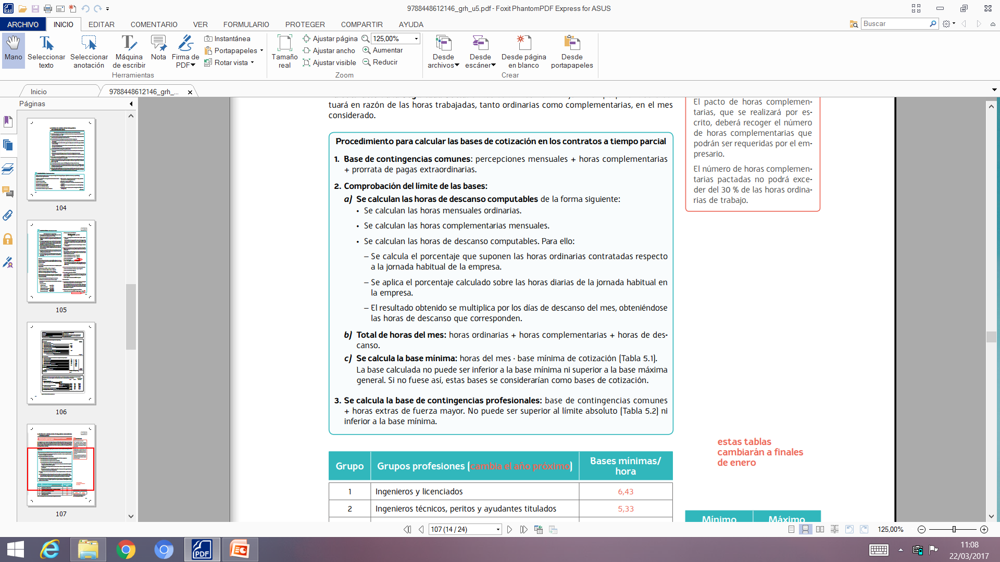 9788448612146_grh_u5.pdf - Foxit PhantomPDF Express for ASUS
ARCHIVO INICIO EDITAR COMENTARIO VER FORMULARIO PROTEGER COMPARTIR AYUDA
Buscar
Mano
Seleccionar texto
Seleccionar anotación
Máquina de escribir
Nota
Firma de PDF
Instantánea
Portapapeles
Rotar vista
Herramientas
Tamaño real
Ajustar página
Ajustar ancho
Ajustar visible
125,00%
Aumentar
Reducir
Zoom
Desde archivos
Desde escáner
Desde página en blanco
Desde portapapeles
Crear
Inicio
9788448612146_grh_...
Páginas
104
105
106
107
tuará en razón de las horas trabajadas, tanto ordinarias como complementarias, en el mes
considerado.
Procedimiento para calcular las bases de cotización en los contratos a tiempo parcial
1. Base de contingencias comunes: percepciones mensuales + horas complementarias
+ prorrata de pagas extraordinarias.
2. Comprobación del límite de las bases:
a) Se calculan las horas de descanso computables de la forma siguiente:
• Se calculan las horas mensuales ordinarias.
• Se calculan las horas complementarias mensuales.
• Se calculan las horas de descanso computables. Para ello:
– Se calcula el porcentaje que suponen las horas ordinarias contratadas respecto
a la jornada habitual de la empresa.
– Se aplica el porcentaje calculado sobre las horas diarias de la jornada habitual en
la empresa.
– El resultado obtenido se multiplica por los días de descanso del mes, obteniéndose
las horas de descanso que corresponden.
b) Total de horas del mes: horas ordinarias + horas complementarias + horas de des-
canso.
c) Se calcula la base mínima: horas del mes · base mínima de cotización (Tabla 5.1).
La base calculada no puede ser inferior a la base mínima ni superior a la base máxima
general. Si no fuese así, estas bases se considerarían como bases de cotización.
3. Se calcula la base de contingencias profesionales: base de contingencias comunes
+ horas extras de fuerza mayor. No puede ser superior al límite absoluto (Tabla 5.2) ni
inferior a la base mínima.
El pacto de horas complemen-
tarias, que se realizará por es-
crito, deberá recoger el número
de horas complementarias que
podrán ser requeridas por el em-
presario.
El número de horas complemen-
tarias pactadas no podrá exce-
der del 30 % de las horas ordina-
rias de trabajo.
estas tablas
cambiarán a finales
de enero
Grupo Grupos profesiones (cambia el año próximo) Bases mínimas/
hora
1 Ingenieros y licenciados 6,43
2 Ingenieros técnicos, peritos y ayudantes titulados 5,33
Mínimo Máximo
107 (14 / 24)
125,00%
PDF
11:08
22/03/2017